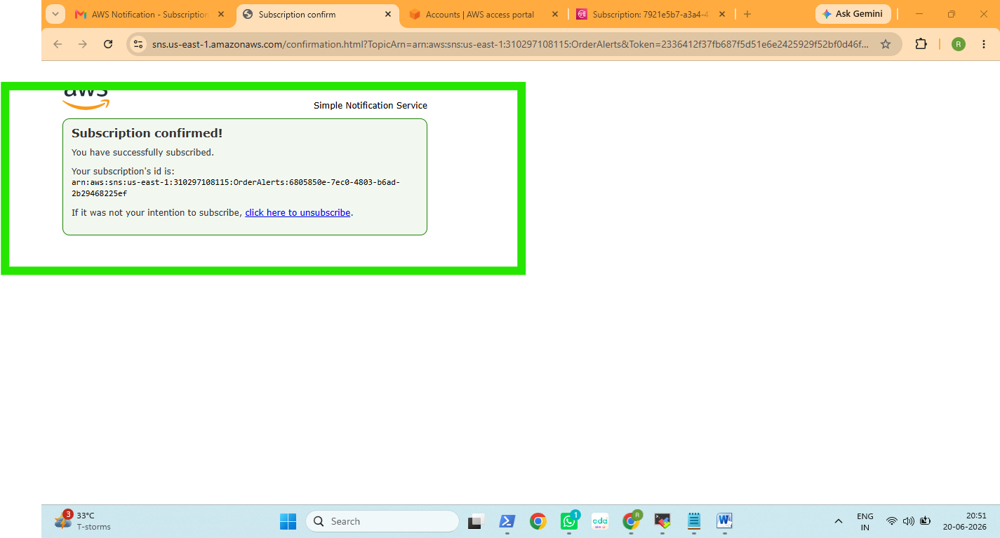 AWS Notification - Subscription
Subscription confirm
Accounts | AWS access portal
Subscription: 7921e5b7-a3a4-4
Ask Gemini
sns.us-east-1.amazonaws.com/confirmation.html?TopicArn=arn:aws:sns:us-east-1:310297108115:OrderAlerts&Token=2336412f37fb687f5d51e6e2425929f52bf0d46f...
R
aws
Simple Notification Service
Subscription confirmed!
You have successfully subscribed.
Your subscription's id is:
arn:aws:sns:us-east-1:310297108115:OrderAlerts:6805850e-7ec0-4803-b6ad-
2b29468225ef
If it was not your intention to subscribe, click here to unsubscribe.
3
33°C
T-storms
Search
1
cda
R
W
ENG
IN
20:51
20-06-2026